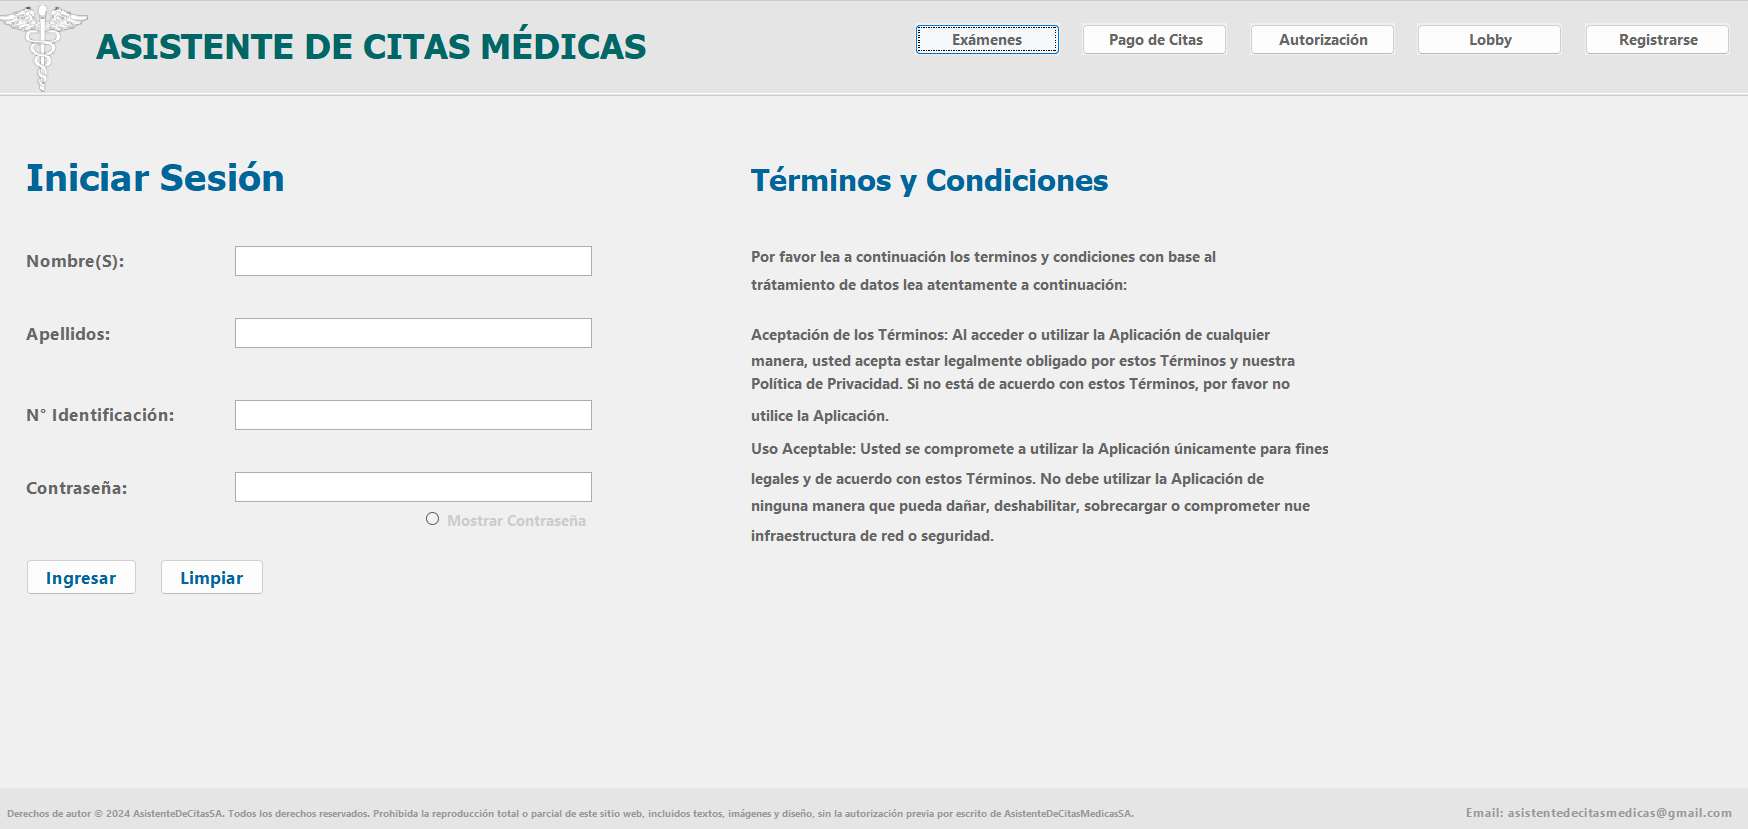 ASISTENTE DE CITAS MÉDICAS
Exámenes
Pago de Citas
Autorización
Lobby
Registrarse
Iniciar Sesión
Nombre(S):
Apellidos:
N° Identificación:
Contraseña:
Mostrar Contraseña
Ingresar
Limpiar
Términos y Condiciones
Por favor lea a continuación los terminos y condiciones con base al
trátamiento de datos lea atentamente a continuación:
Aceptación de los Términos: Al acceder o utilizar la Aplicación de cualquier
manera, usted acepta estar legalmente obligado por estos Términos y nuestra
Política de Privacidad. Si no está de acuerdo con estos Términos, por favor no
utilice la Aplicación.
Uso Aceptable: Usted se compromete a utilizar la Aplicación únicamente para fines
legales y de acuerdo con estos Términos. No debe utilizar la Aplicación de
ninguna manera que pueda dañar, deshabilitar, sobrecargar o comprometer nue
infraestructura de red o seguridad.
Derechos de autor © 2024 AsistenteDeCitasSA. Todos los derechos reservados. Prohibida la reproducción total o parcial de este sitio web, incluidos textos, imágenes y diseño, sin la autorización previa por escrito de AsistenteDeCitasMedicasSA.
Email: asistentedecitasmedicas@gmail.com